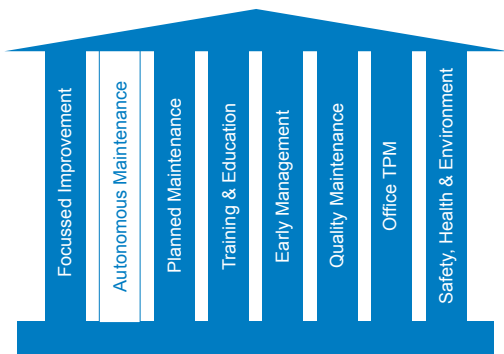 Focussed Improvement
Autonomous Maintenance
Planned Maintenance
Training & Education
Early Management
Quality Maintenance
Office TPM
Safety, Health & Environment